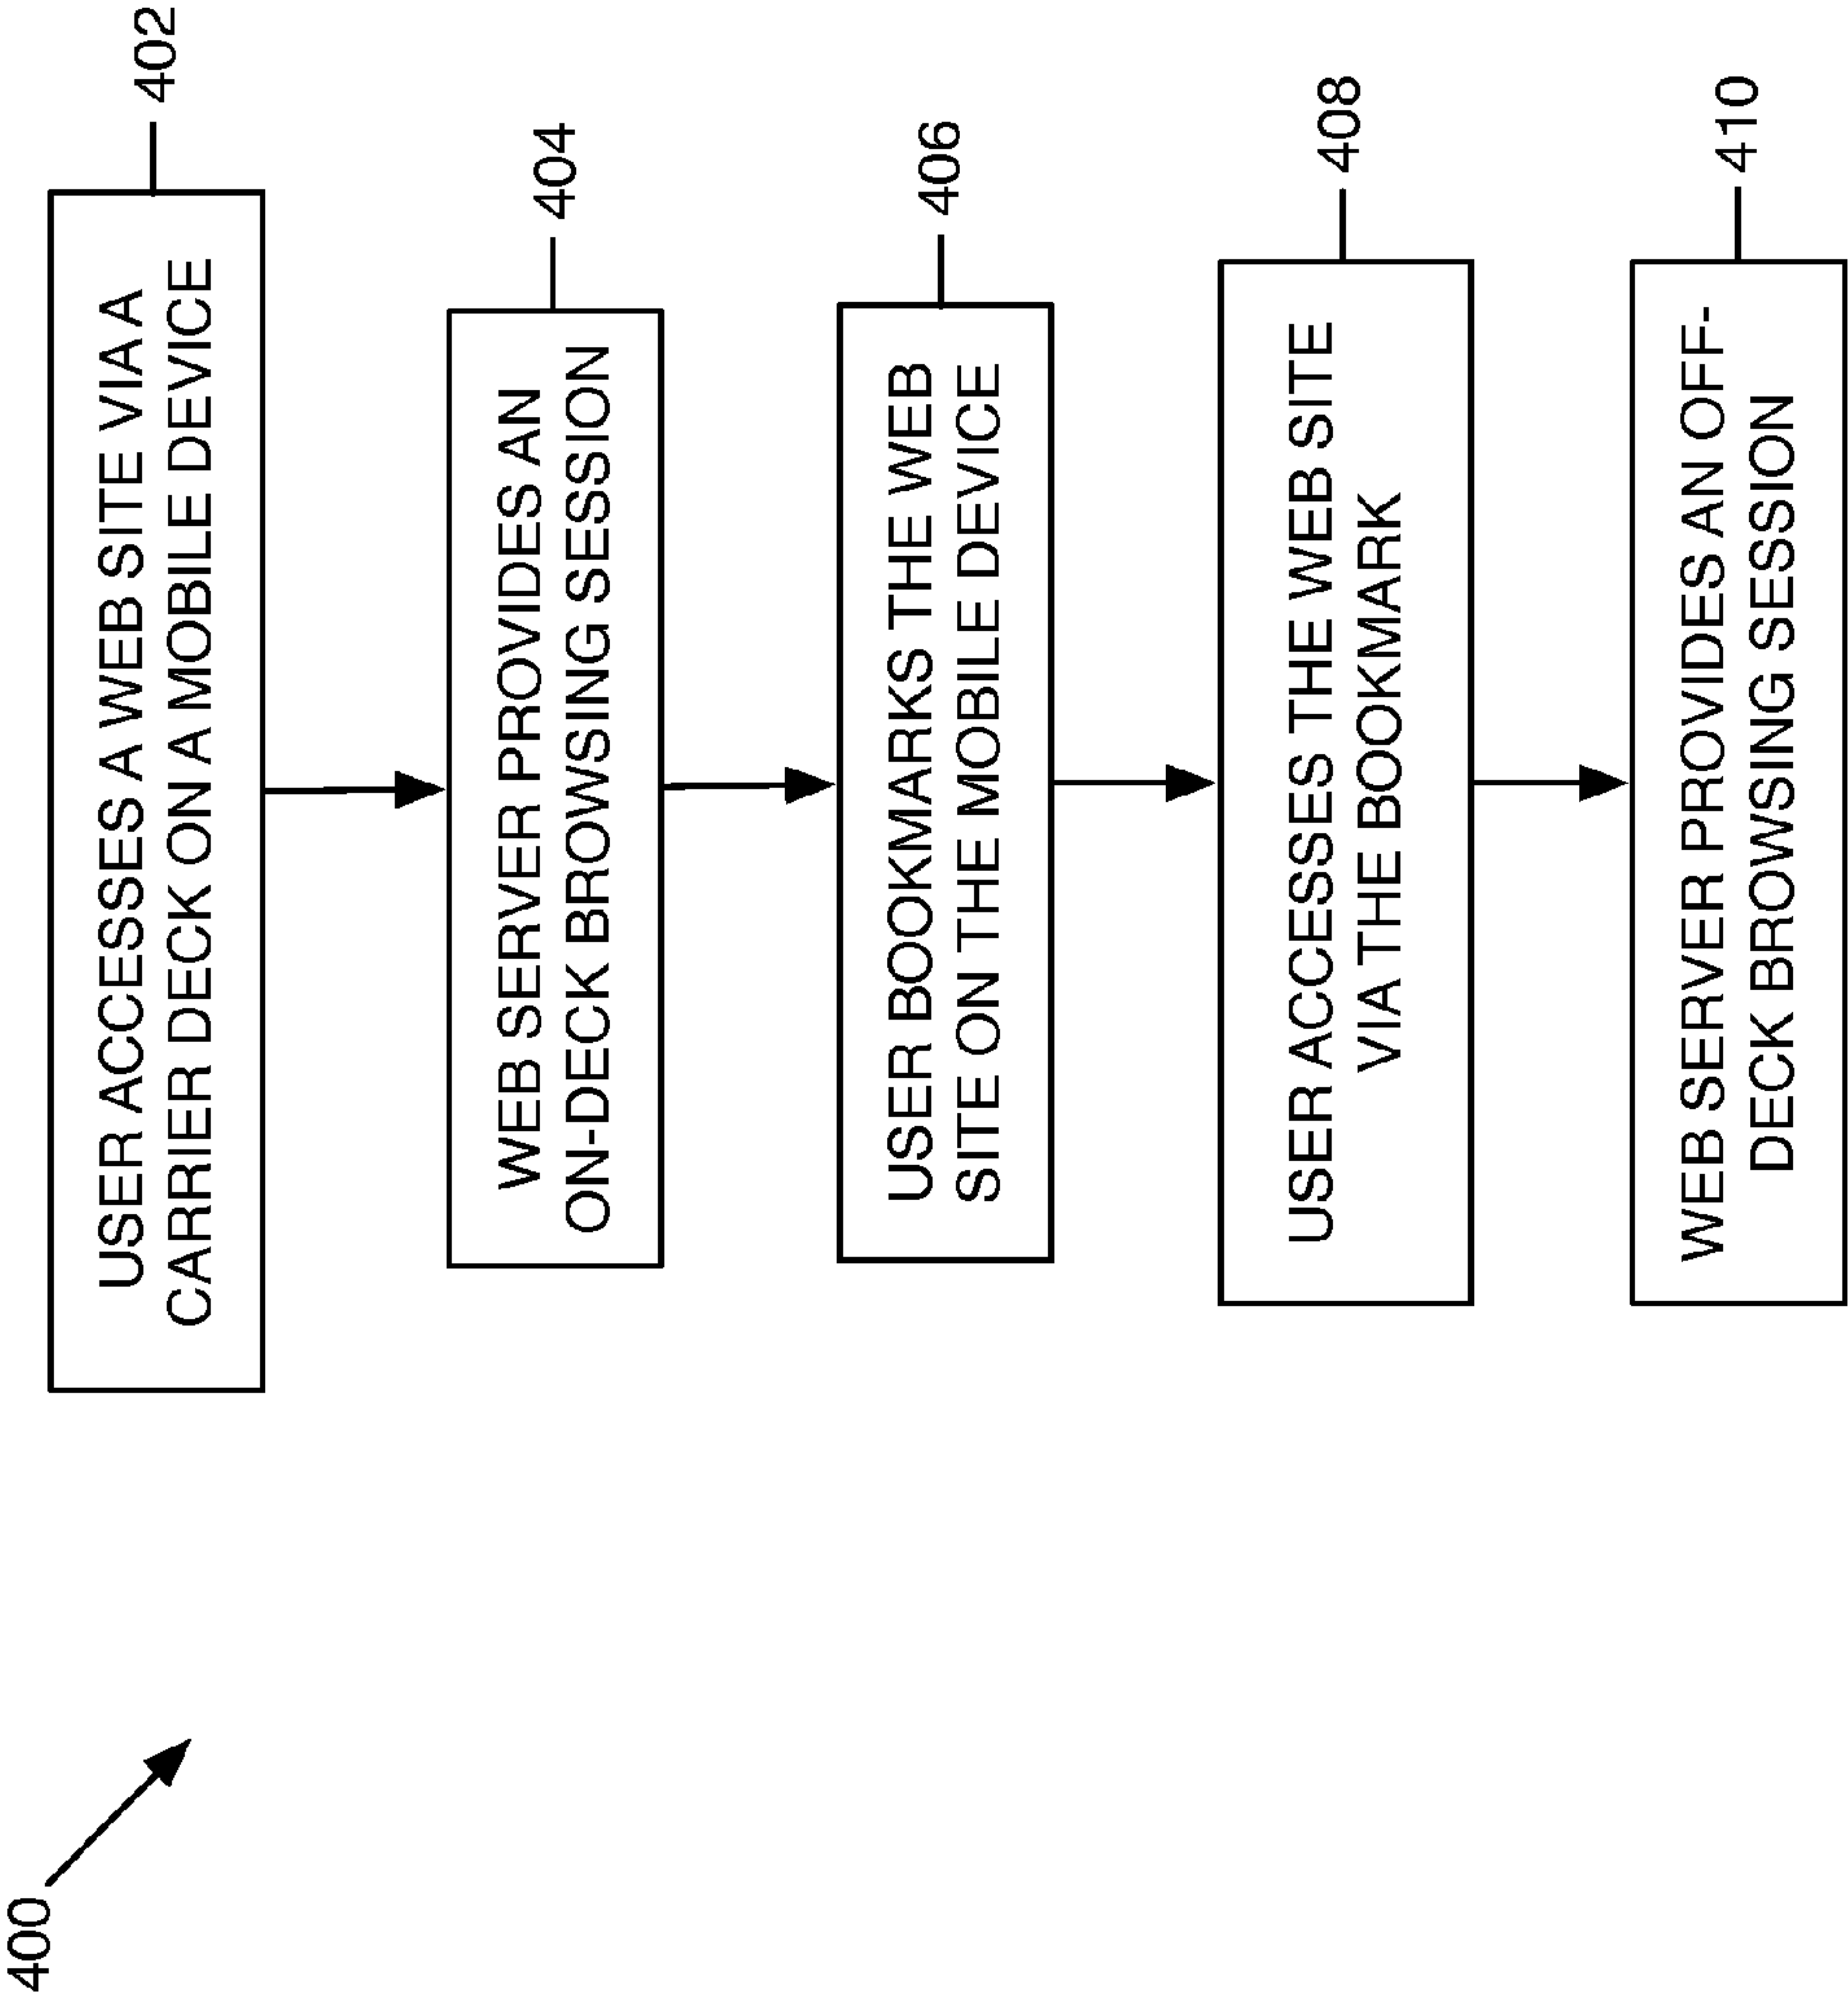 400
USER ACCESSES A WEB SITE VIA A
CARRIER DECK ON A MOBILE DEVICE
402
WEB SERVER PROVIDES AN
ON-DECK BROWSING SESSION
404
USER BOOKMARKS THE WEB
SITE ON THE MOBILE DEVICE
406
USER ACCESSES THE WEB SITE
VIA THE BOOKMARK
408
WEB SERVER PROVIDES AN OFF-
DECK BROWSING SESSION
410